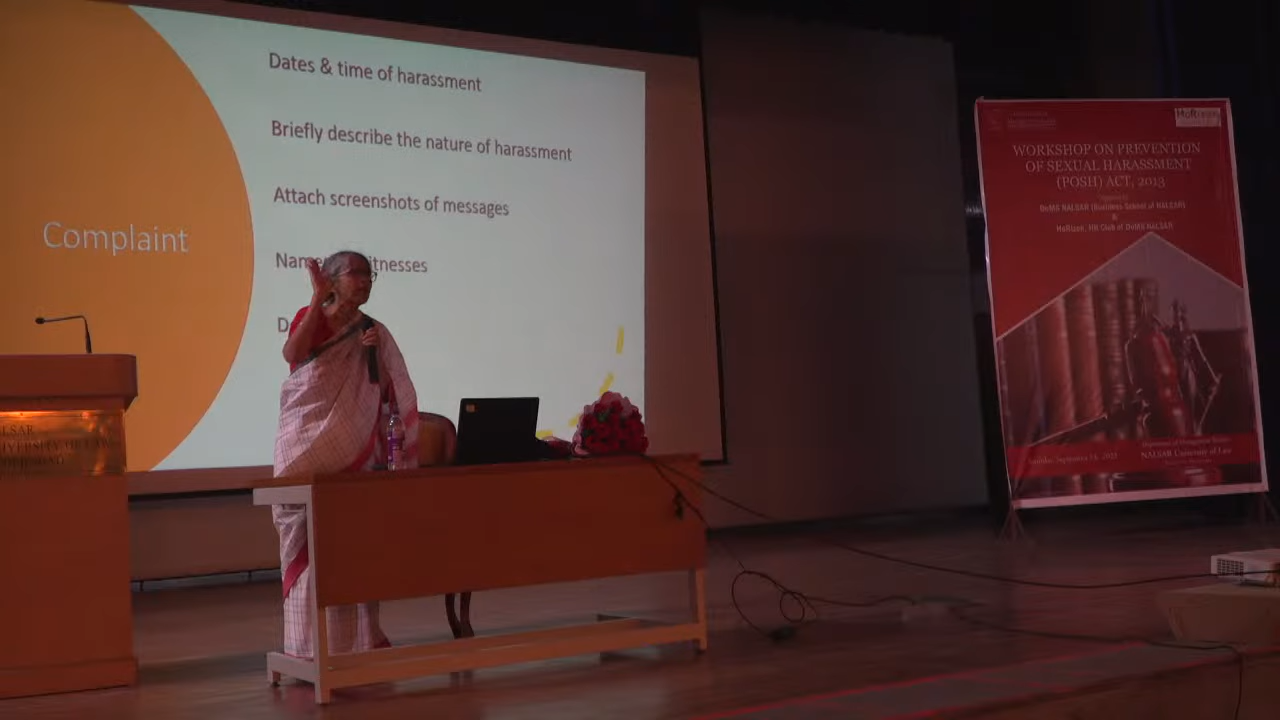 Complaint
Dates & time of harassment
Briefly describe the nature of harassment
Attach screenshots of messages
WORKSHOP ON PREVENTION
OF SEXUAL HARASSMENT
(POSH) ACT, 2013
DoMS NALSAR (Business School of NALSAR)
&
HoRizon, HR Club of DoMS NALSAR
NALSAR University of Law